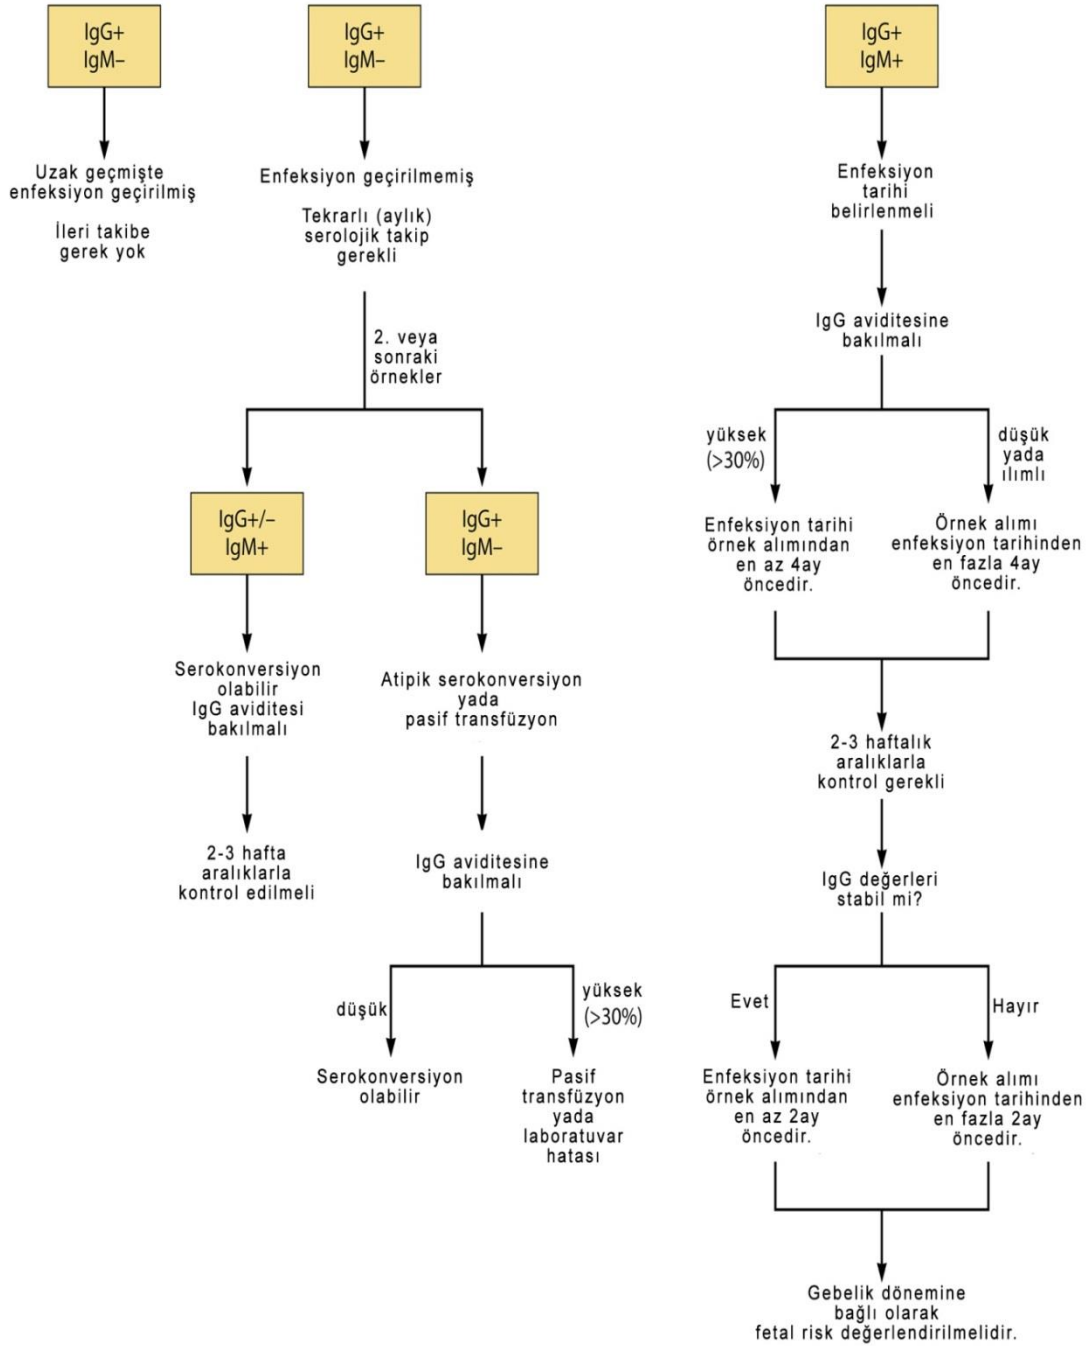 IgG+
IgM–
Uzak geçmişte
enfeksiyon geçirilmiş
İleri takibe
gerek yok
IgG+
IgM–
Enfeksiyon geçirilmemiş
Tekrarlı (aylık)
serolojik takip
gerekli
2. veya
sonraki
örnekler
IgG+/–
IgM+
Serokonversiyon
olabilir
IgG aviditesi
bakılmalı
2-3 hafta
aralıklarla
kontrol edilmeli
IgG+
IgM–
Atipik serokonversiyon
yada
pasif transfüzyon
IgG aviditesine
bakılmalı
düşük
Serokonversiyon
olabilir
yüksek
(>30%)
Pasif
transfüzyon
yada
laboratuvar
hatası
IgG+
IgM+
Enfeksiyon
tarihi
belirlenmeli
IgG aviditesine
bakılmalı
yüksek
(>30%)
Enfeksiyon tarihi
örnek alımından
en az 4ay
öncedir.
düşük
yada
ılımlı
Örnek alımı
enfeksiyon tarihinden
en fazla 4ay
öncedir.
2-3 haftalık
aralıklarla
kontrol gerekli
IgG değerleri
stabil mi?
Evet
Enfeksiyon tarihi
örnek alımından
en az 2ay
öncedir.
Hayır
Örnek alımı
enfeksiyon tarihinden
en fazla 2ay
öncedir.
Gebelik dönemine
bağlı olarak
fetal risk değerlendirilmelidir.